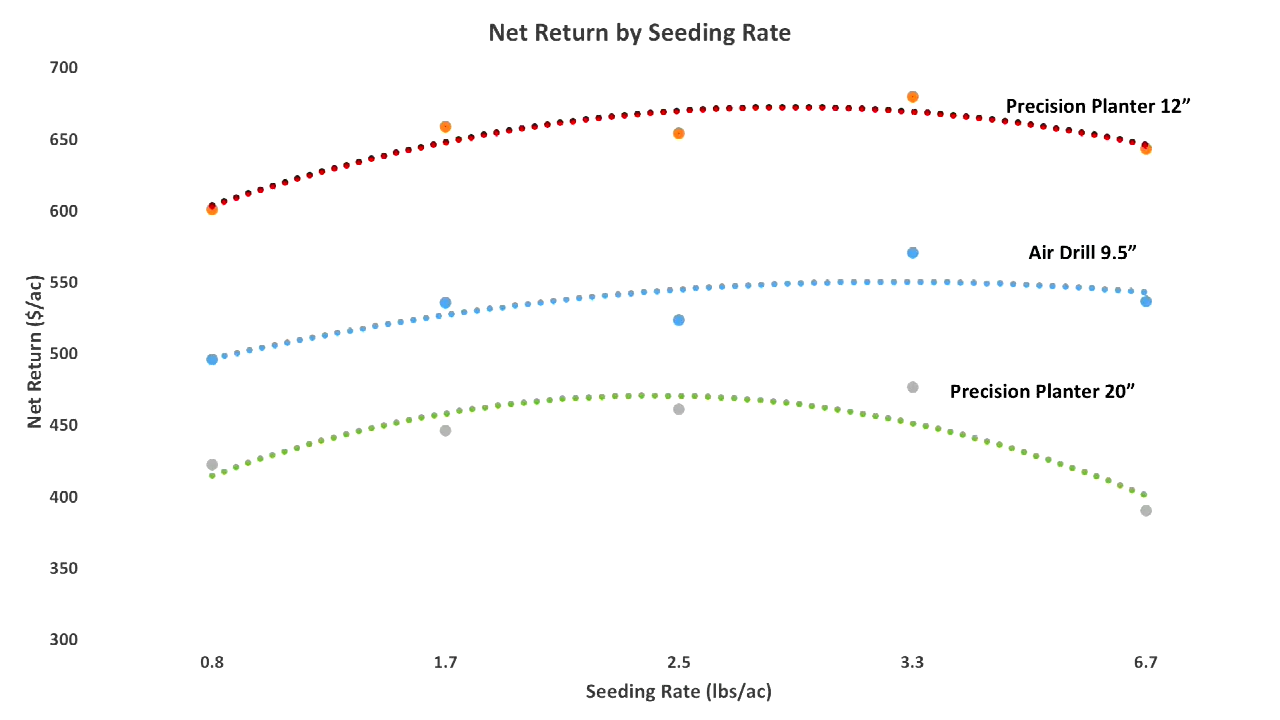 Net Return by Seeding Rate
700
650
600
550
500
450
400
350
300
Net Return ($/ac)
Precision Planter 12”
Air Drill 9.5”
Precision Planter 20”
0.8 1.7 2.5 3.3 6.7
Seeding Rate (lbs/ac)